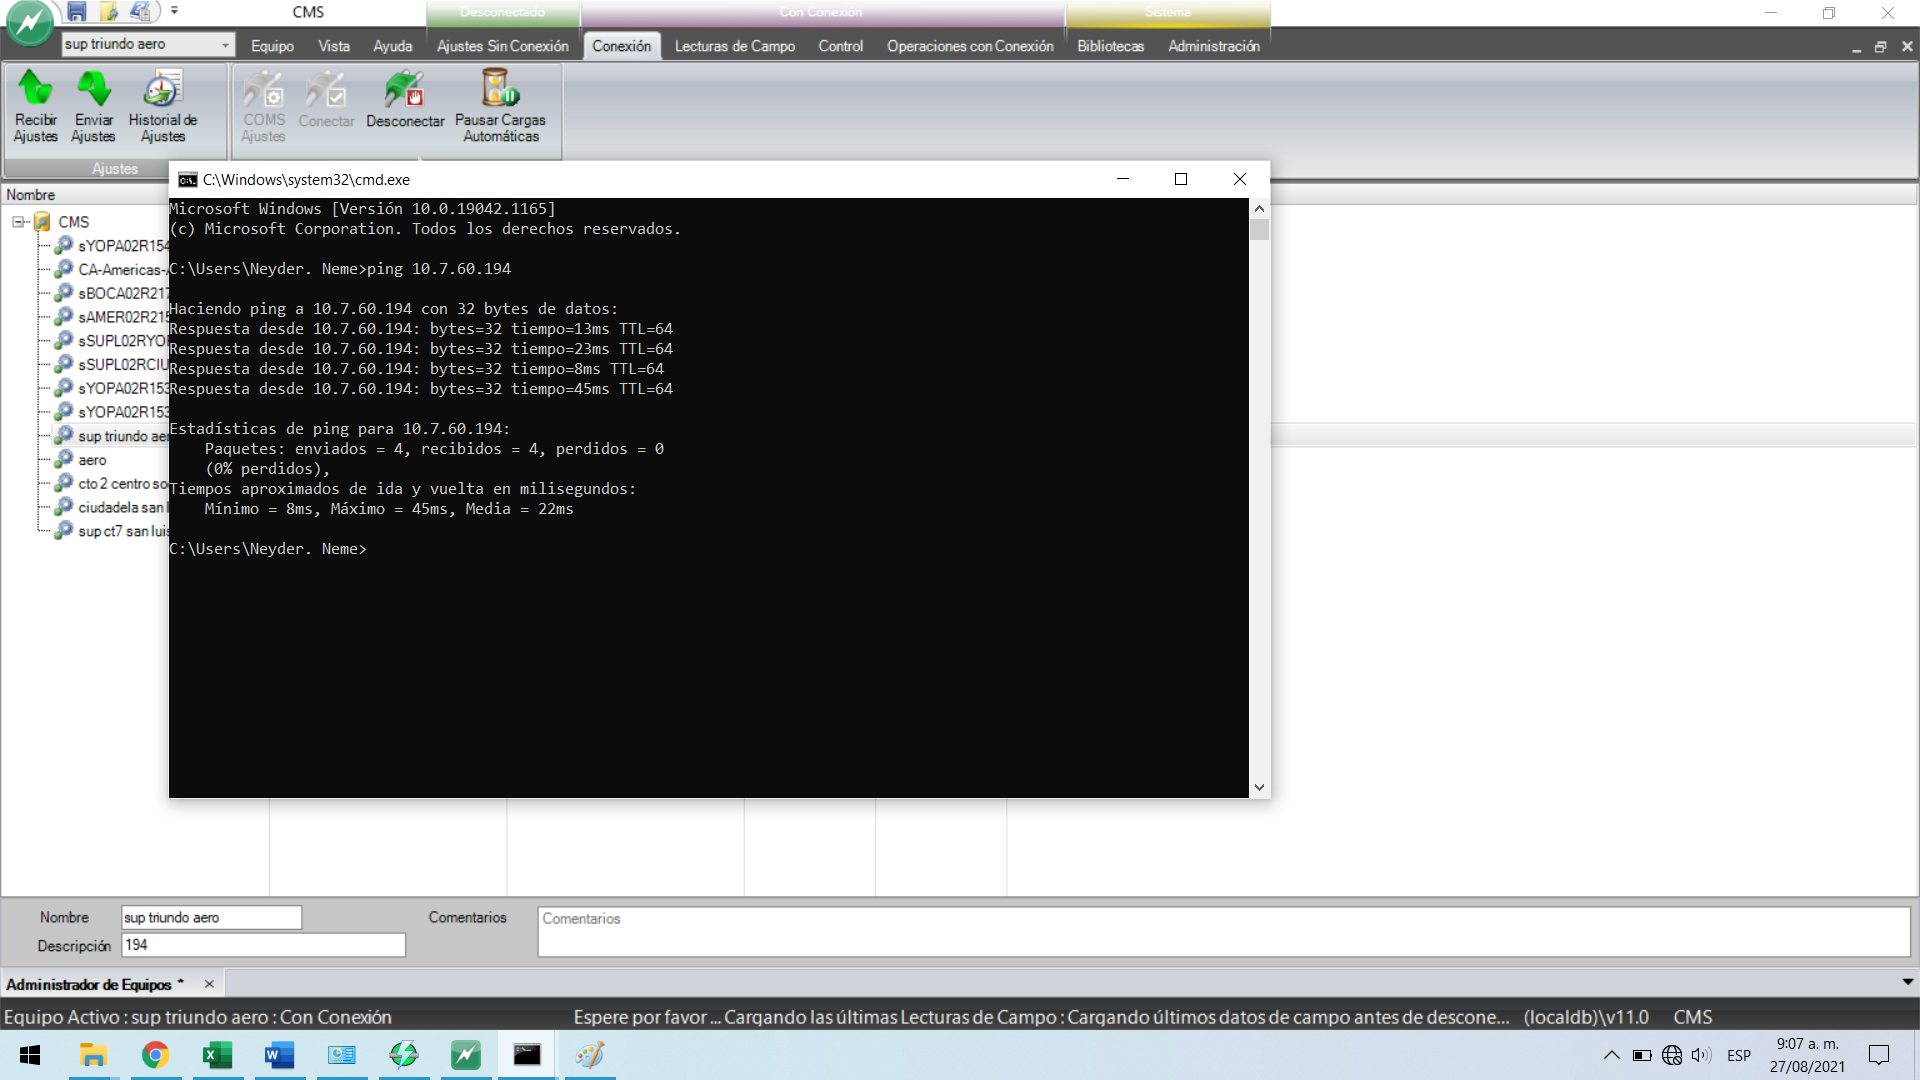 CMS
Desconectado
Con Conexión
Sistema
sup triundo aero
Equipo
Vista
Ayuda
Ajustes Sin Conexión
Conexión
Lecturas de Campo
Control
Operaciones con Conexión
Bibliotecas
Administración
Recibir Ajustes
Enviar Ajustes
Historial de Ajustes
COMS Ajustes
Conectar
Desconectar
Pausar Cargas Automáticas
Ajustes
Nombre
CMS
sYOPA02R154
CA-Americas-
sBOCA02R217
sAMER02R215
sSUPL02RYO
sSUPL02RCIU
sYOPA02R153
sYOPA02R153
sup triundo aer
aero
cto 2 centro so
ciudadela san l
sup ct7 san luis
C:\Windows\system32\cmd.exe
Microsoft Windows [Versión 10.0.19042.1165]
(c) Microsoft Corporation. Todos los derechos reservados.
C:\Users\Neyder. Neme>ping 10.7.60.194
Haciendo ping a 10.7.60.194 con 32 bytes de datos:
Respuesta desde 10.7.60.194: bytes=32 tiempo=13ms TTL=64
Respuesta desde 10.7.60.194: bytes=32 tiempo=23ms TTL=64
Respuesta desde 10.7.60.194: bytes=32 tiempo=8ms TTL=64
Respuesta desde 10.7.60.194: bytes=32 tiempo=45ms TTL=64
Estadísticas de ping para 10.7.60.194:
Paquetes: enviados = 4, recibidos = 4, perdidos = 0
(0% perdidos),
Tiempos aproximados de ida y vuelta en milisegundos:
Mínimo = 8ms, Máximo = 45ms, Media = 22ms
C:\Users\Neyder. Neme>
Nombre
sup triundo aero
Comentarios
Comentarios
Descripción
194
Administrador de Equipos *
Equipo Activo : sup triundo aero : Con Conexión
Espere por favor ... Cargando las últimas Lecturas de Campo : Cargando últimos datos de campo antes de descone...
(localdb)\v11.0
CMS
ESP
9:07 a. m.
27/08/2021